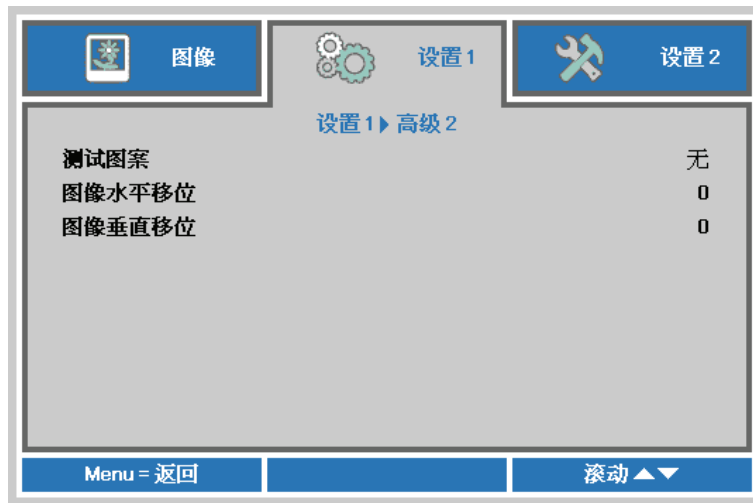 图像 设置 1 设置 2
设置 1 ▶ 高级 2
测试图案 无
图像水平移位 0
图像垂直移位 0
Menu = 返回 滚动 ▲▼